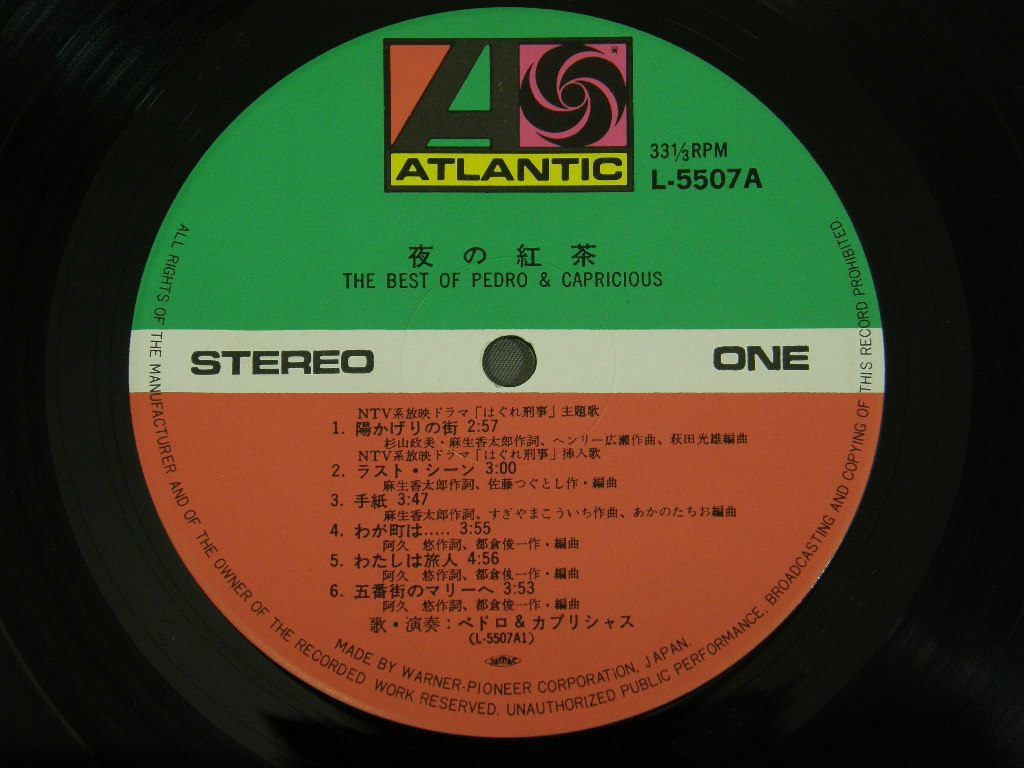 ATLANTIC
33⅓RPM
L-5507A
夜の紅茶
THE BEST OF PEDRO & CAPRICIOUS
STEREO
ONE
NTV系放映ドラマ「はぐれ刑事」主題歌
1. 陽かげりの街 2:57
杉山政美・麻生香太郎作詞、ヘンリー広瀬作曲、萩田光雄編曲
NTV系放映ドラマ「はぐれ刑事」挿入歌
2. ラスト・シーン 3:00
麻生香太郎作詞、佐藤つぐとし作・編曲
3. 手紙 3:47
麻生香太郎作詞、すぎやまこういち作曲、あかのたちお編曲
4. わが町は..... 3:55
阿久 悠作詞、都倉俊一作・編曲
5. わたしは旅人 4:56
阿久 悠作詞、都倉俊一作・編曲
6. 五番街のマリーへ 3:53
阿久 悠作詞、都倉俊一作・編曲
歌・演奏：ペドロ＆カプリシャス
(L-5507A1)
JASRAC
MADE BY WARNER-PIONEER CORPORATION, JAPAN.
ALL RIGHTS OF THE MANUFACTURER AND OF THE OWNER OF THE RECORDED WORK RESERVED. UNAUTHORIZED PUBLIC PERFORMANCE, BROADCASTING AND COPYING OF THIS RECORD PROHIBITED.